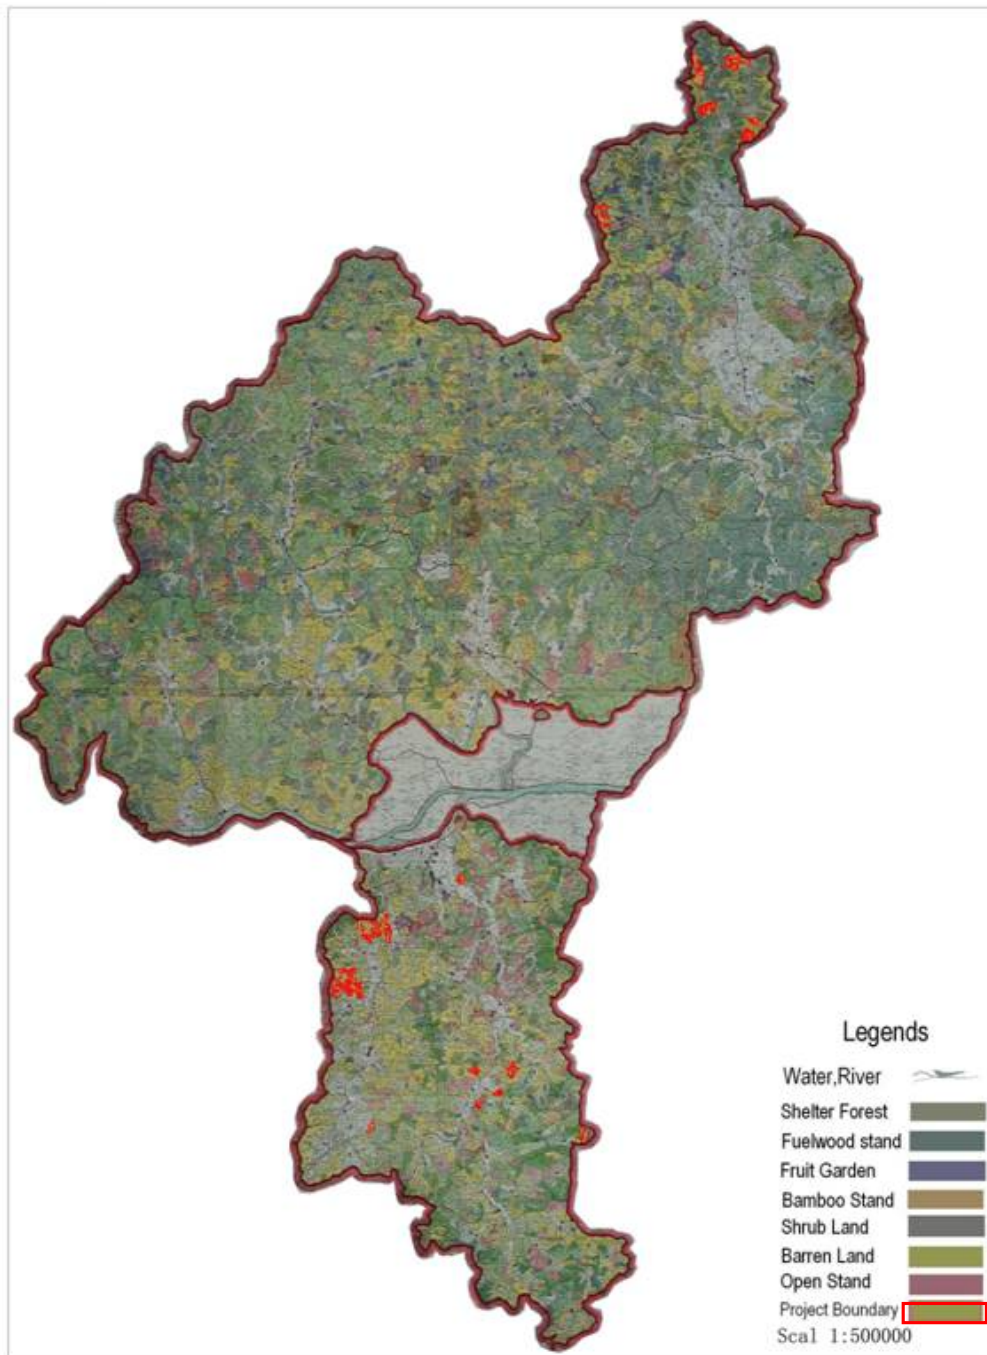 Legends
Water,River
Shelter Forest
Fuelwood stand
Fruit Garden
Bamboo Stand
Shrub Land
Barren Land
Open Stand
Project Boundary
Scal 1:500000